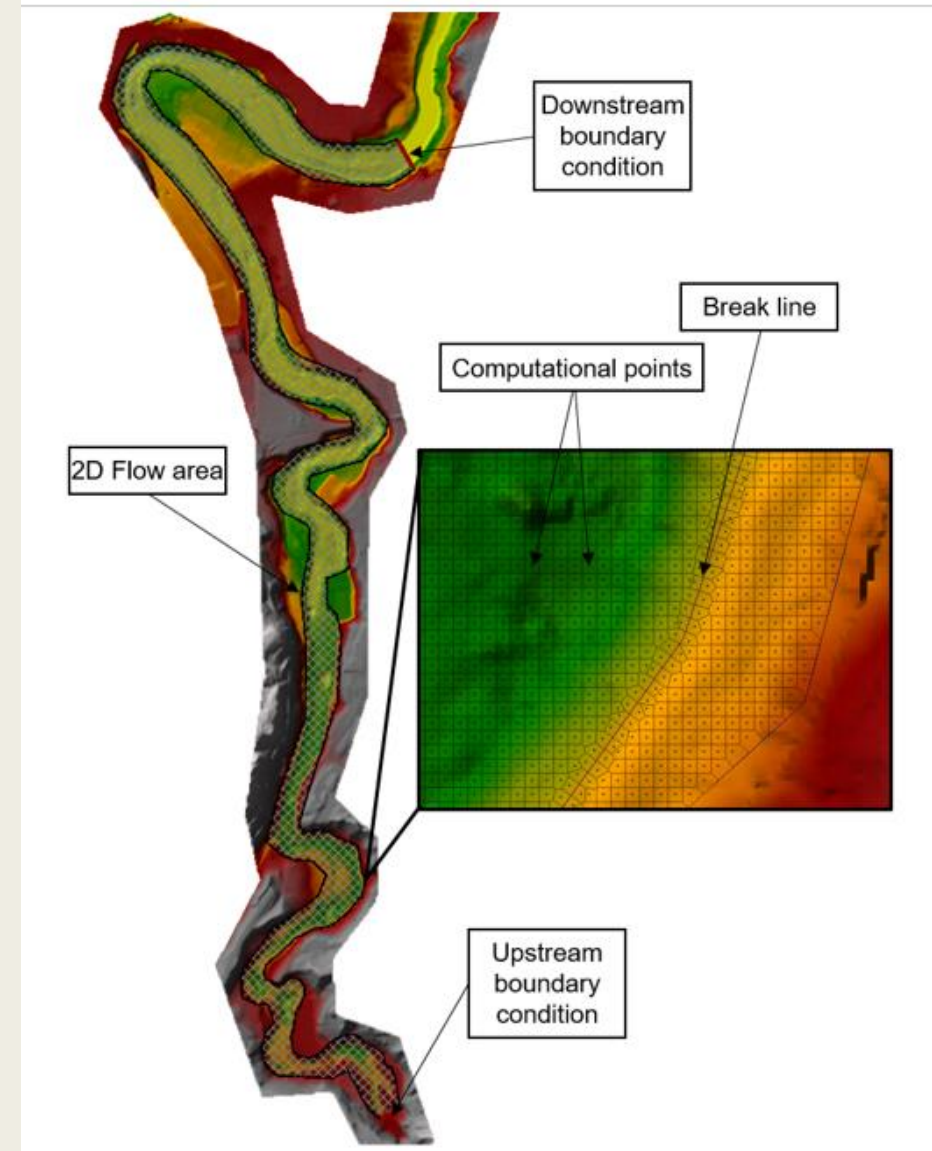 Downstream
boundary
condition
Break line
Computational points
2D Flow area
Upstream
boundary
condition